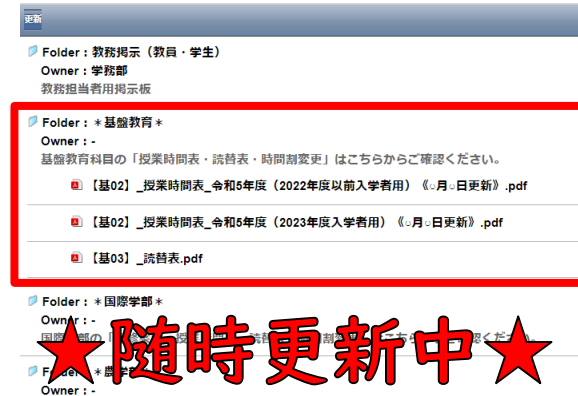 更新
Folder : 教務掲示（教員・学生）
Owner : 学務部
教務担当者用掲示板
Folder : ＊基盤教育＊
Owner : -
基盤教育科目の「授業時間表・読替表・時間割変更」はこちらからご確認ください。
【基02】_授業時間表_令和5年度（2022年度以前入学者用）《○月○日更新》.pdf
【基02】_授業時間表_令和5年度（2023年度入学者用）《○月○日更新》.pdf
【基03】_読替表.pdf
Folder : ＊国際学部＊
Owner : -
★随時更新中★
Owner : -